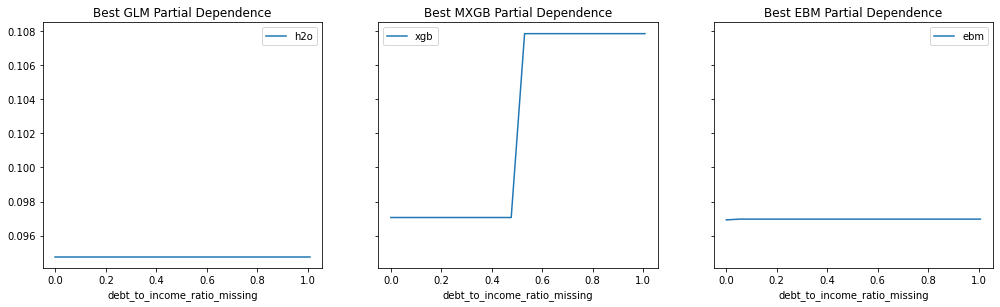 Best GLM Partial Dependence
h2o
0.108
0.106
0.104
0.102
0.100
0.098
0.096
0.0 0.2 0.4 0.6 0.8 1.0
debt_to_income_ratio_missing
Best MXGB Partial Dependence
xgb
0.0 0.2 0.4 0.6 0.8 1.0
debt_to_income_ratio_missing
Best EBM Partial Dependence
ebm
0.0 0.2 0.4 0.6 0.8 1.0
debt_to_income_ratio_missing